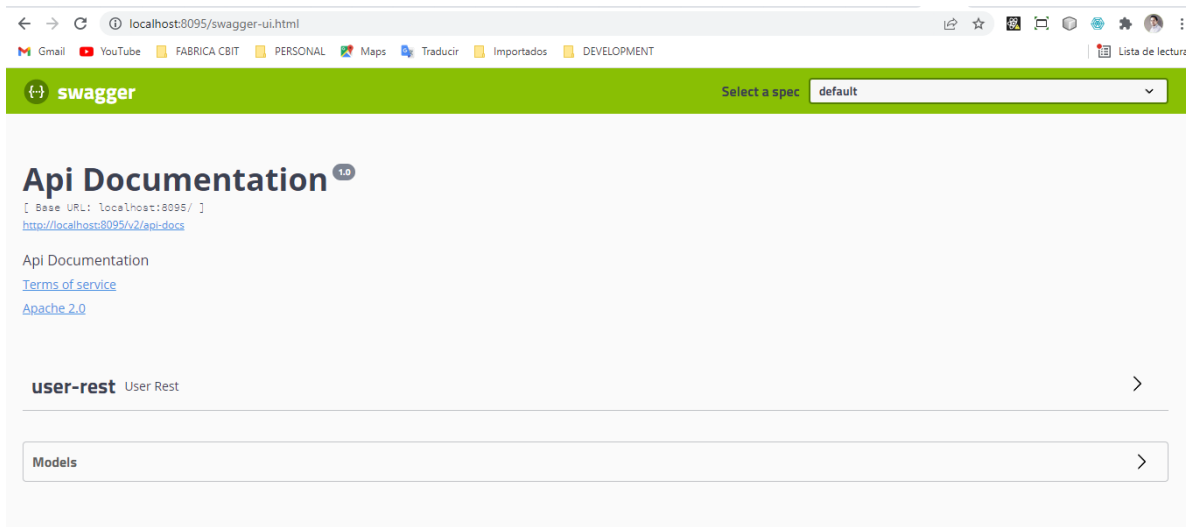 localhost:8095/swagger-ui.html
Gmail YouTube FABRICA CBIT PERSONAL Maps Traducir Importados DEVELOPMENT Lista de lectura
{··} swagger Select a spec default
Api Documentation 1.0
[ Base URL: localhost:8095/ ]
http://localhost:8095/v2/api-docs
Api Documentation
Terms of service
Apache 2.0
user-rest User Rest
Models